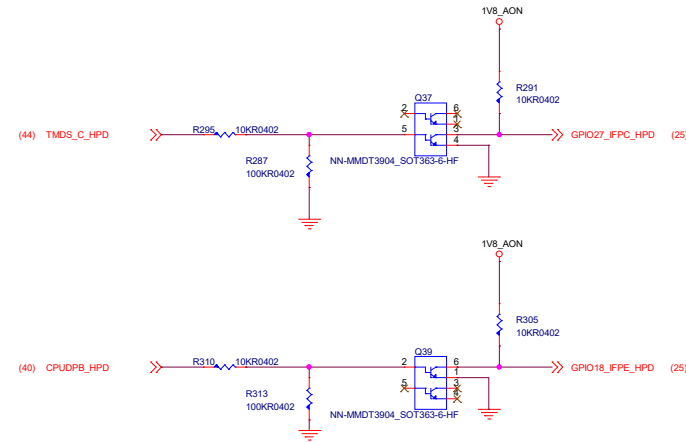 1V8_AON
R291
10KR0402
Q37
2
6
1
(44) TMDS_C_HPD
R295
10KR0402
5
3
4
GPIO27_IFPC_HPD (25)
R287
100KR0402
NN-MMDT3904_SOT363-6-HF
1V8_AON
R305
10KR0402
Q39
(40) CPUDPB_HPD
R310
10KR0402
2
6
1
GPIO18_IFPE_HPD (25)
R313
100KR0402
5
3
4
NN-MMDT3904_SOT363-6-HF